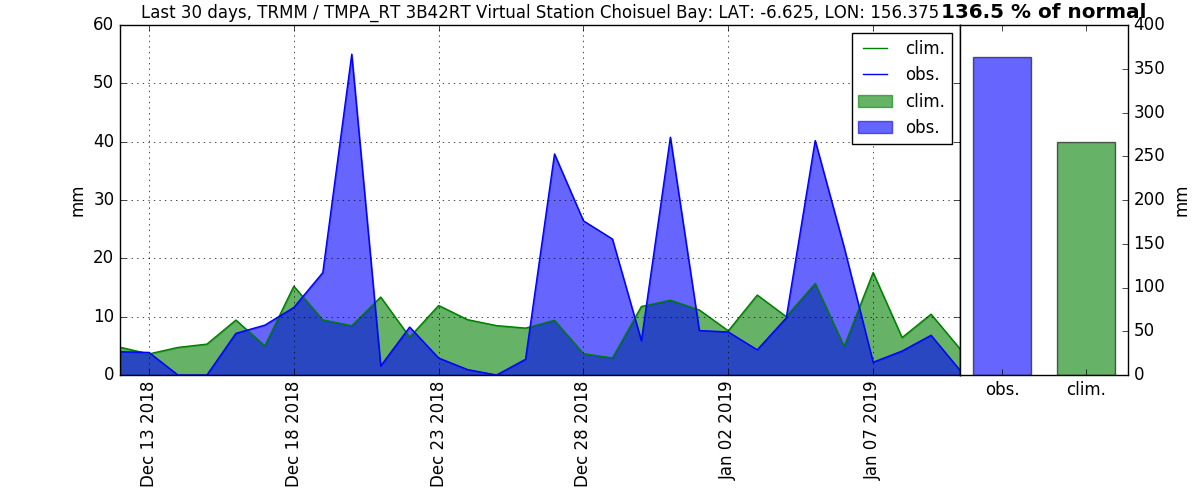 Last 30 days, TRMM / TMPA_RT 3B42RT Virtual Station Choisuel Bay: LAT: -6.625, LON: 156.375
136.5 % of normal
60
50
40
30
20
10
0
mm
clim.
obs.
clim.
obs.
Dec 13 2018
Dec 18 2018
Dec 23 2018
Dec 28 2018
Jan 02 2019
Jan 07 2019
400
350
300
250
200
150
100
50
0
mm
obs.
clim.